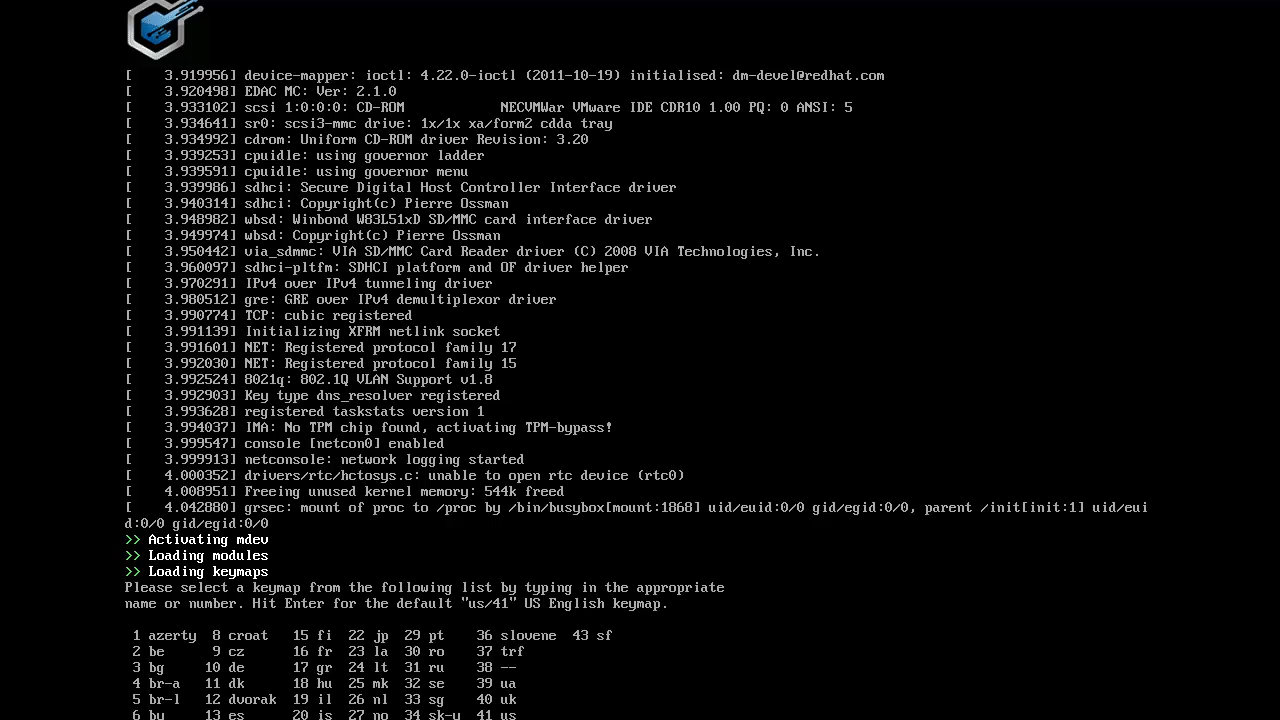 [    3.919956] device-mapper: ioctl: 4.22.0-ioctl (2011-10-19) initialised: dm-devel@redhat.com
[    3.920498] EDAC MC: Ver: 2.1.0
[    3.933102] scsi 1:0:0:0: CD-ROM            NECVMWar VMware IDE CDR10 1.00 PQ: 0 ANSI: 5
[    3.934641] sr0: scsi3-mmc drive: 1x/1x xa/form2 cdda tray
[    3.934992] cdrom: Uniform CD-ROM driver Revision: 3.20
[    3.939253] cpuidle: using governor ladder
[    3.939591] cpuidle: using governor menu
[    3.939986] sdhci: Secure Digital Host Controller Interface driver
[    3.940314] sdhci: Copyright(c) Pierre Ossman
[    3.948982] wbsd: Winbond W83L51xD SD/MMC card interface driver
[    3.949974] wbsd: Copyright(c) Pierre Ossman
[    3.950442] via_sdmmc: VIA SD/MMC Card Reader driver (C) 2008 VIA Technologies, Inc.
[    3.960097] sdhci-pltfm: SDHCI platform and OF driver helper
[    3.970291] IPv4 over IPv4 tunneling driver
[    3.980512] gre: GRE over IPv4 demultiplexor driver
[    3.990774] TCP: cubic registered
[    3.991139] Initializing XFRM netlink socket
[    3.991601] NET: Registered protocol family 17
[    3.992030] NET: Registered protocol family 15
[    3.992524] 8021q: 802.1Q VLAN Support v1.8
[    3.992903] Key type dns_resolver registered
[    3.993628] registered taskstats version 1
[    3.994037] IMA: No TPM chip found, activating TPM-bypass!
[    3.999547] console [netcon0] enabled
[    3.999913] netconsole: network logging started
[    4.000352] drivers/rtc/hctosys.c: unable to open rtc device (rtc0)
[    4.008951] Freeing unused kernel memory: 544k freed
[    4.042880] grsec: mount of proc to /proc by /bin/busybox[mount:1868] uid/euid:0/0 gid/egid:0/0, parent /init[init:1] uid/eui
d:0/0 gid/egid:0/0
>> Activating mdev
>> Loading modules
>> Loading keymaps
Please select a keymap from the following list by typing in the appropriate
name or number. Hit Enter for the default "us/41" US English keymap.
1 azerty  8 croat   15 fi  22 jp  29 pt    36 slovene  43 sf
2 be      9 cz      16 fr  23 la  30 ro    37 trf
3 bg     10 de      17 gr  24 lt  31 ru    38 --
4 br-a   11 dk      18 hu  25 mk  32 se    39 ua
5 br-l   12 dvorak  19 il  26 nl  33 sg    40 uk
6 by     13 es      20 is  27 no  34 sk-y  41 us